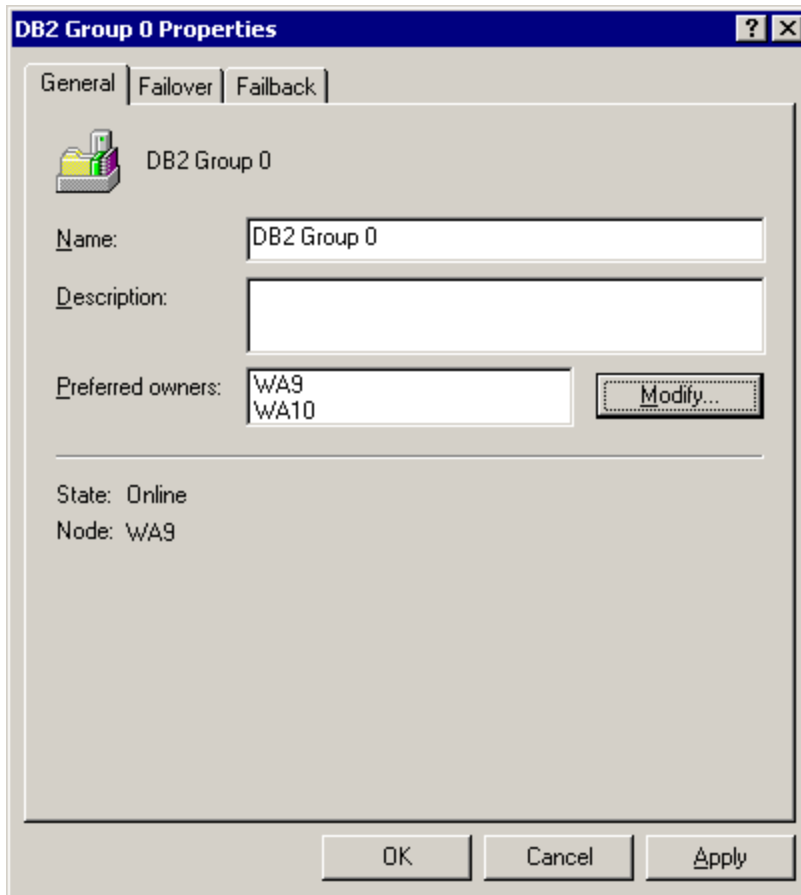 DB2 Group 0 Properties
General Failover Failback
DB2 Group 0
Name: DB2 Group 0
Description:
Preferred owners: WA9
WA10
Modify...
State: Online
Node: WA9
OK Cancel Apply